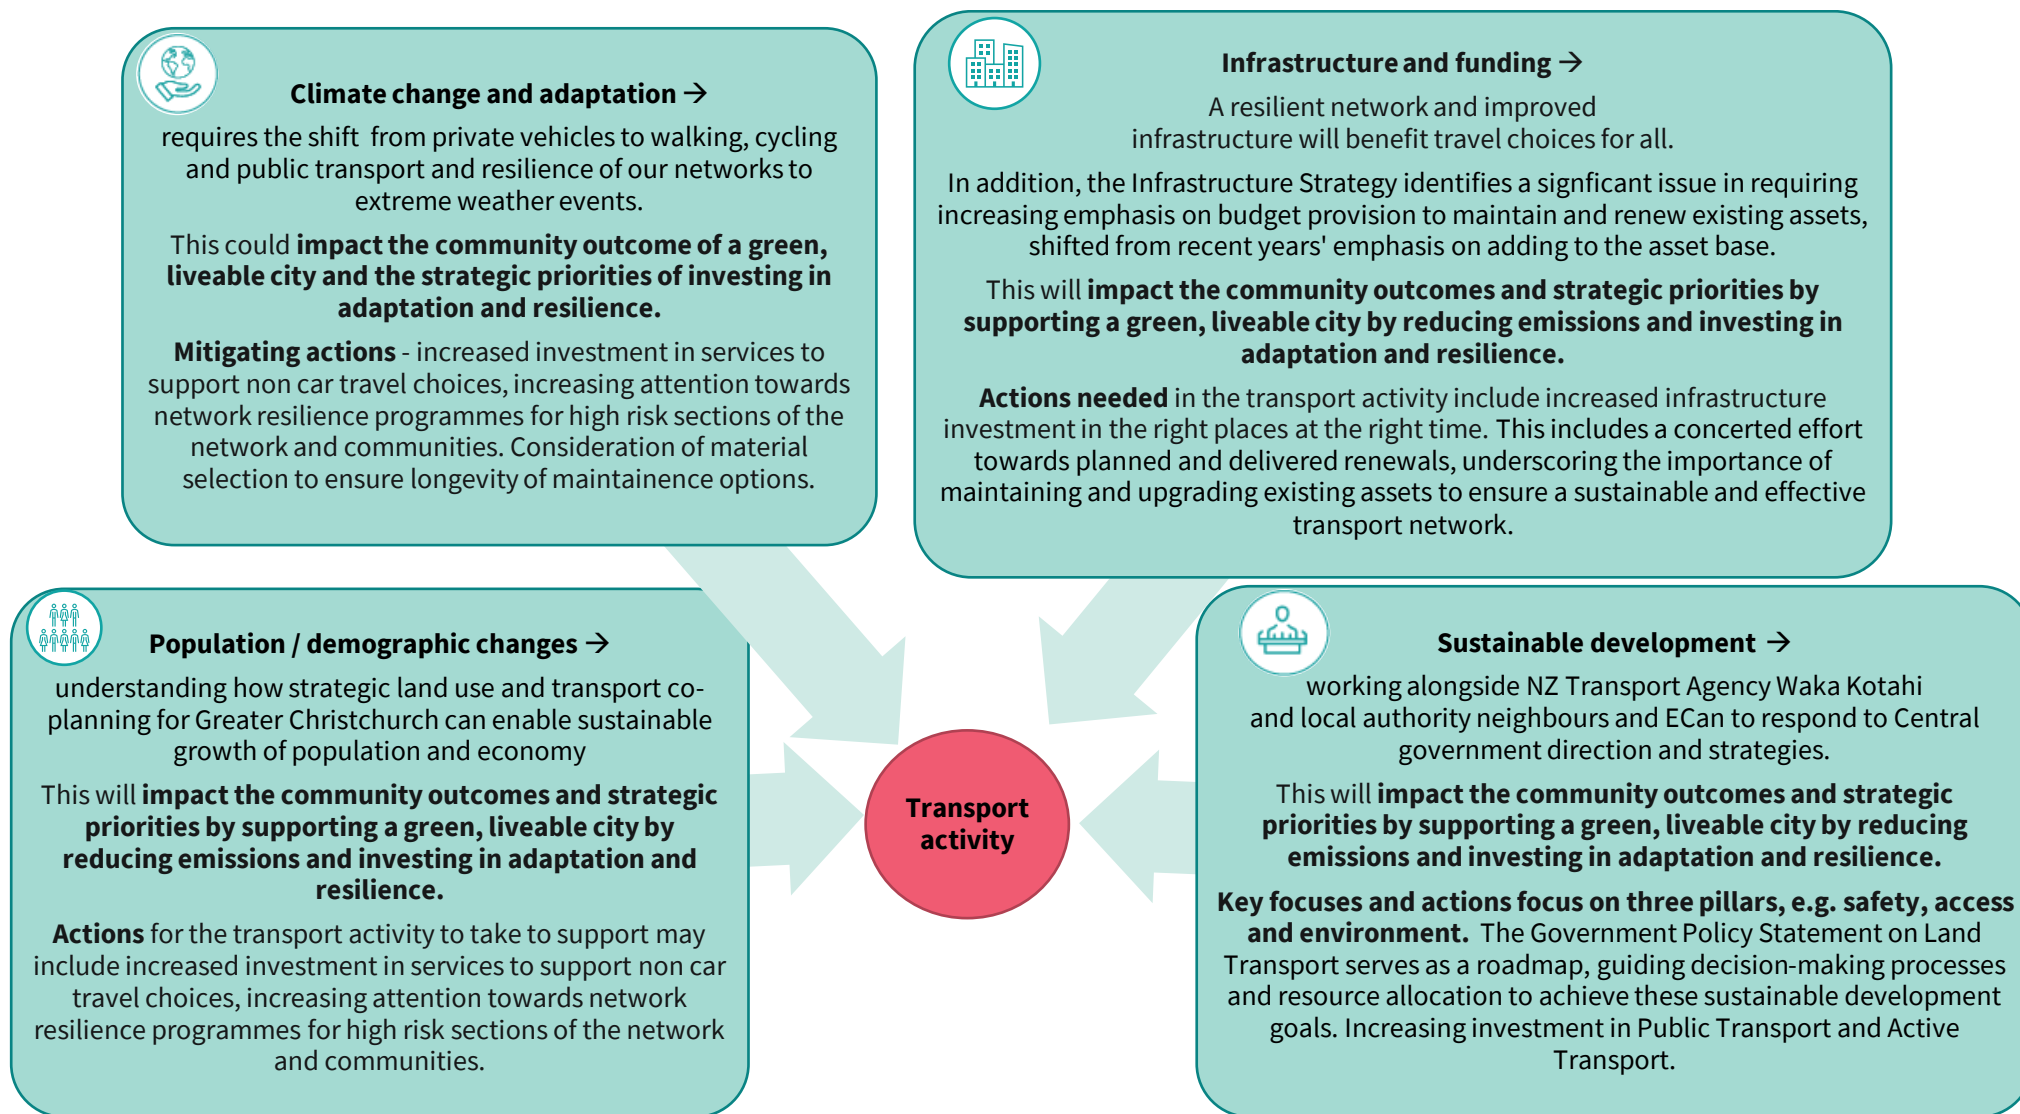 Climate change and adaptation →
requires the shift from private vehicles to walking, cycling
and public transport and resilience of our networks to
extreme weather events.
This could impact the community outcome of a green,
liveable city and the strategic priorities of investing in
adaptation and resilience.
Mitigating actions - increased investment in services to
support non car travel choices, increasing attention towards
network resilience programmes for high risk sections of the
network and communities. Consideration of material
selection to ensure longevity of maintainence options.
Infrastructure and funding →
A resilient network and improved
infrastructure will benefit travel choices for all.
In addition, the Infrastructure Strategy identifies a signficant issue in requiring
increasing emphasis on budget provision to maintain and renew existing assets,
shifted from recent years' emphasis on adding to the asset base.
This will impact the community outcomes and strategic priorities by
supporting a green, liveable city by reducing emissions and investing in
adaptation and resilience.
Actions needed in the transport activity include increased infrastructure
investment in the right places at the right time. This includes a concerted effort
towards planned and delivered renewals, underscoring the importance of
maintaining and upgrading existing assets to ensure a sustainable and effective
transport network.
Population / demographic changes →
understanding how strategic land use and transport co-
planning for Greater Christchurch can enable sustainable
growth of population and economy
This will impact the community outcomes and strategic
priorities by supporting a green, liveable city by
reducing emissions and investing in adaptation and
resilience.
Actions for the transport activity to take to support may
include increased investment in services to support non car
travel choices, increasing attention towards network
resilience programmes for high risk sections of the network
and communities.
Transport
activity
Sustainable development →
working alongside NZ Transport Agency Waka Kotahi
and local authority neighbours and ECan to respond to Central
government direction and strategies.
This will impact the community outcomes and strategic
priorities by supporting a green, liveable city by reducing
emissions and investing in adaptation and resilience.
Key focuses and actions focus on three pillars, e.g. safety, access
and environment. The Government Policy Statement on Land
Transport serves as a roadmap, guiding decision-making processes
and resource allocation to achieve these sustainable development
goals. Increasing investment in Public Transport and Active
Transport.